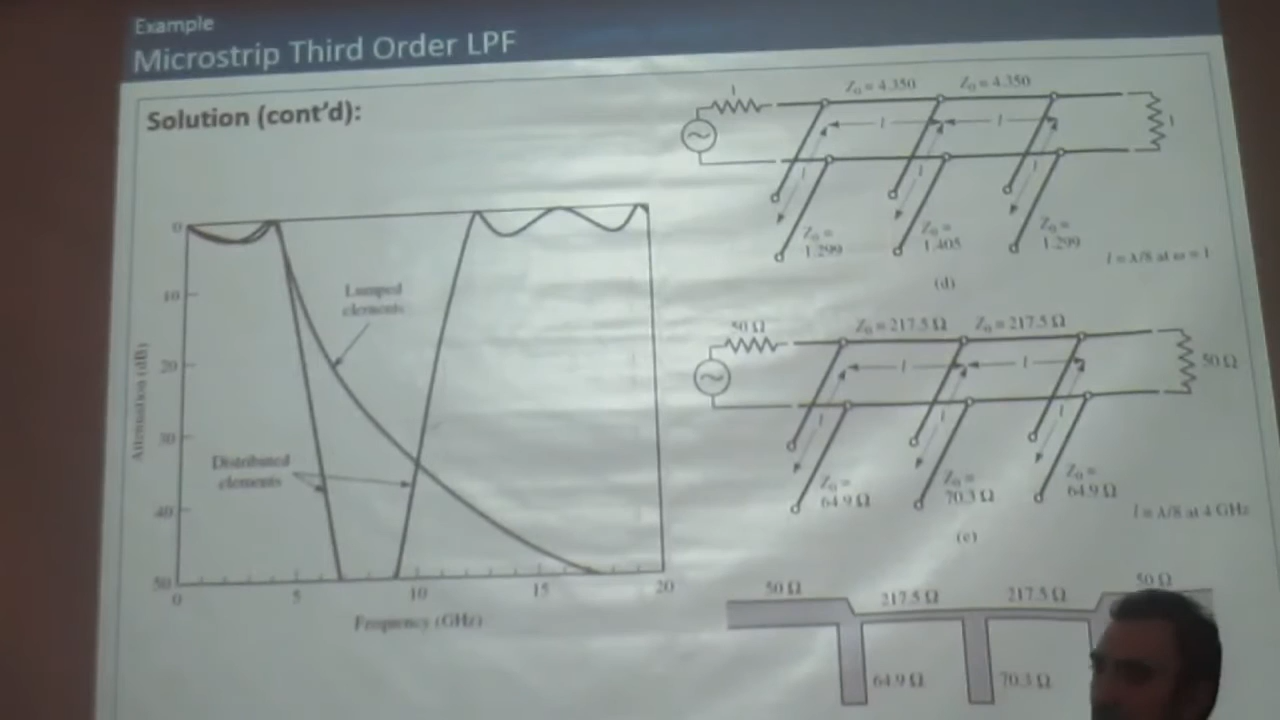 Example
Microstrip Third Order LPF
Solution (cont'd):
0
10
20
30
40
50
Attenuation (dB)
Lumped
elements
Distributed
elements
0
5
10
15
20
Frequency (GHz)
1
Z₀ = 4.350
Z₀ = 4.350
l
l
1
l
l
l
Z₀ =
1.299
Z₀ =
1.405
Z₀ =
1.299
l = λ/8 at ω = 1
(d)
50 Ω
Z₀ = 217.5 Ω
Z₀ = 217.5 Ω
l
l
50 Ω
l
l
l
Z₀ =
64.9 Ω
Z₀ =
70.3 Ω
Z₀ =
64.9 Ω
l = λ/8 at 4 GHz
(e)
50 Ω
217.5 Ω
217.5 Ω
50 Ω
64.9 Ω
70.3 Ω